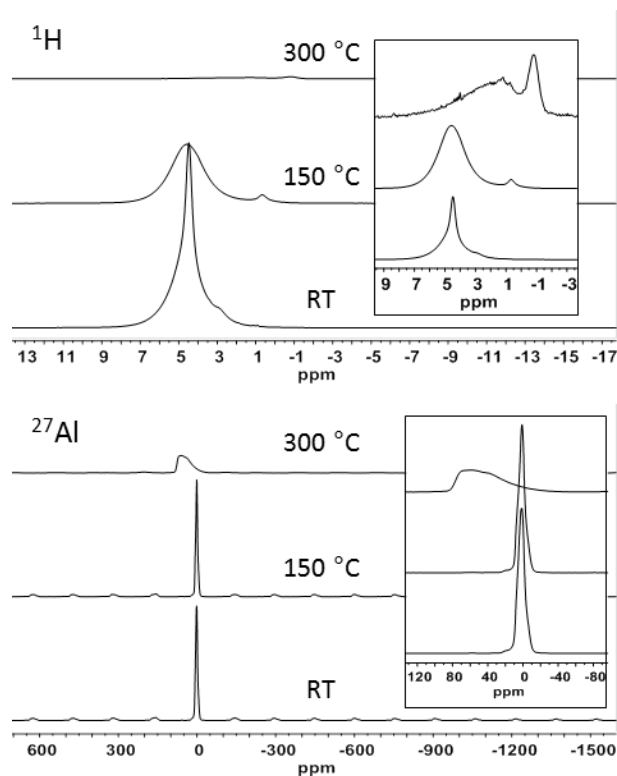 ¹H
300 °C
150 °C
RT
9 7 5 3 1 -1 -3
ppm
13 11 9 7 5 3 1 -1 -3 -5 -7 -9 -11 -13 -15 -17
ppm
²⁷Al
300 °C
150 °C
RT
120 80 40 0 -40 -80
ppm
600 300 0 -300 -600 -900 -1200 -1500
ppm